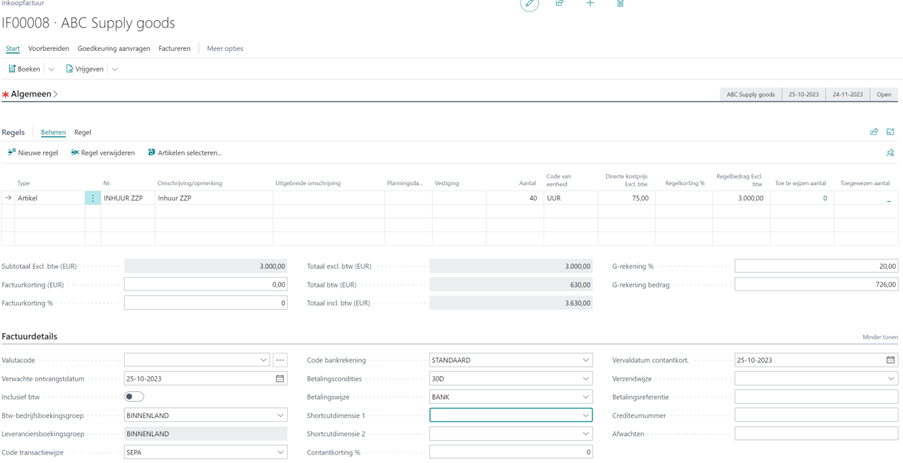 Inkoopfactuur
IF00008 · ABC Supply goods
Start Voorbereiden Goedkeuring aanvragen Factureren Meer opties
Boeken Vrijgeven
Algemeen ABC Supply goods 25-10-2023 24-11-2023 Open
Regels Beheren Regel
Nieuwe regel Regel verwijderen Artikelen selecteren...
Type Nr. Omschrijving/opmerking Uitgebreide omschrijving Planningsda... Vestiging Aantal Code van eenheid Directe kostprijs Excl. btw Regelkorting % Regelbedrag Excl. btw Toe te wijzen aantal Toegewezen aantal
Artikel INHUUR ZZP Inhuur ZZP 40 UUR 75,00 3.000,00 0 _
Subtotaal Excl. btw (EUR) 3.000,00 Totaal excl. btw (EUR) 3.000,00 G-rekening % 20,00
Factuurkorting (EUR) 0,00 Totaal btw (EUR) 630,00 G-rekening bedrag 726,00
Factuurkorting % 0 Totaal incl. btw (EUR) 3.630,00
Factuurdetails Minder tonen
Valutacode Code bankrekening STANDAARD Vervaldatum contantkort. 25-10-2023
Verwachte ontvangstdatum 25-10-2023 Betalingscondities 30D Verzendwijze
Inclusief btw Betalingswijze BANK Betalingsreferentie
Btw-bedrijfsboekingsgroep BINNENLAND Shortcutdimensie 1 Crediteurnummer
Leveranciersboekingsgroep BINNENLAND Shortcutdimensie 2 Afwachten
Code transactiewijze SEPA Contantkorting % 0